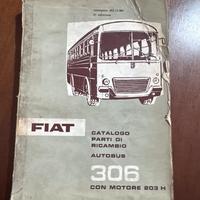 FIAT
CATALOGO
PARTI DI
RICAMBIO
AUTOBUS
306
CON MOTORE 203 H